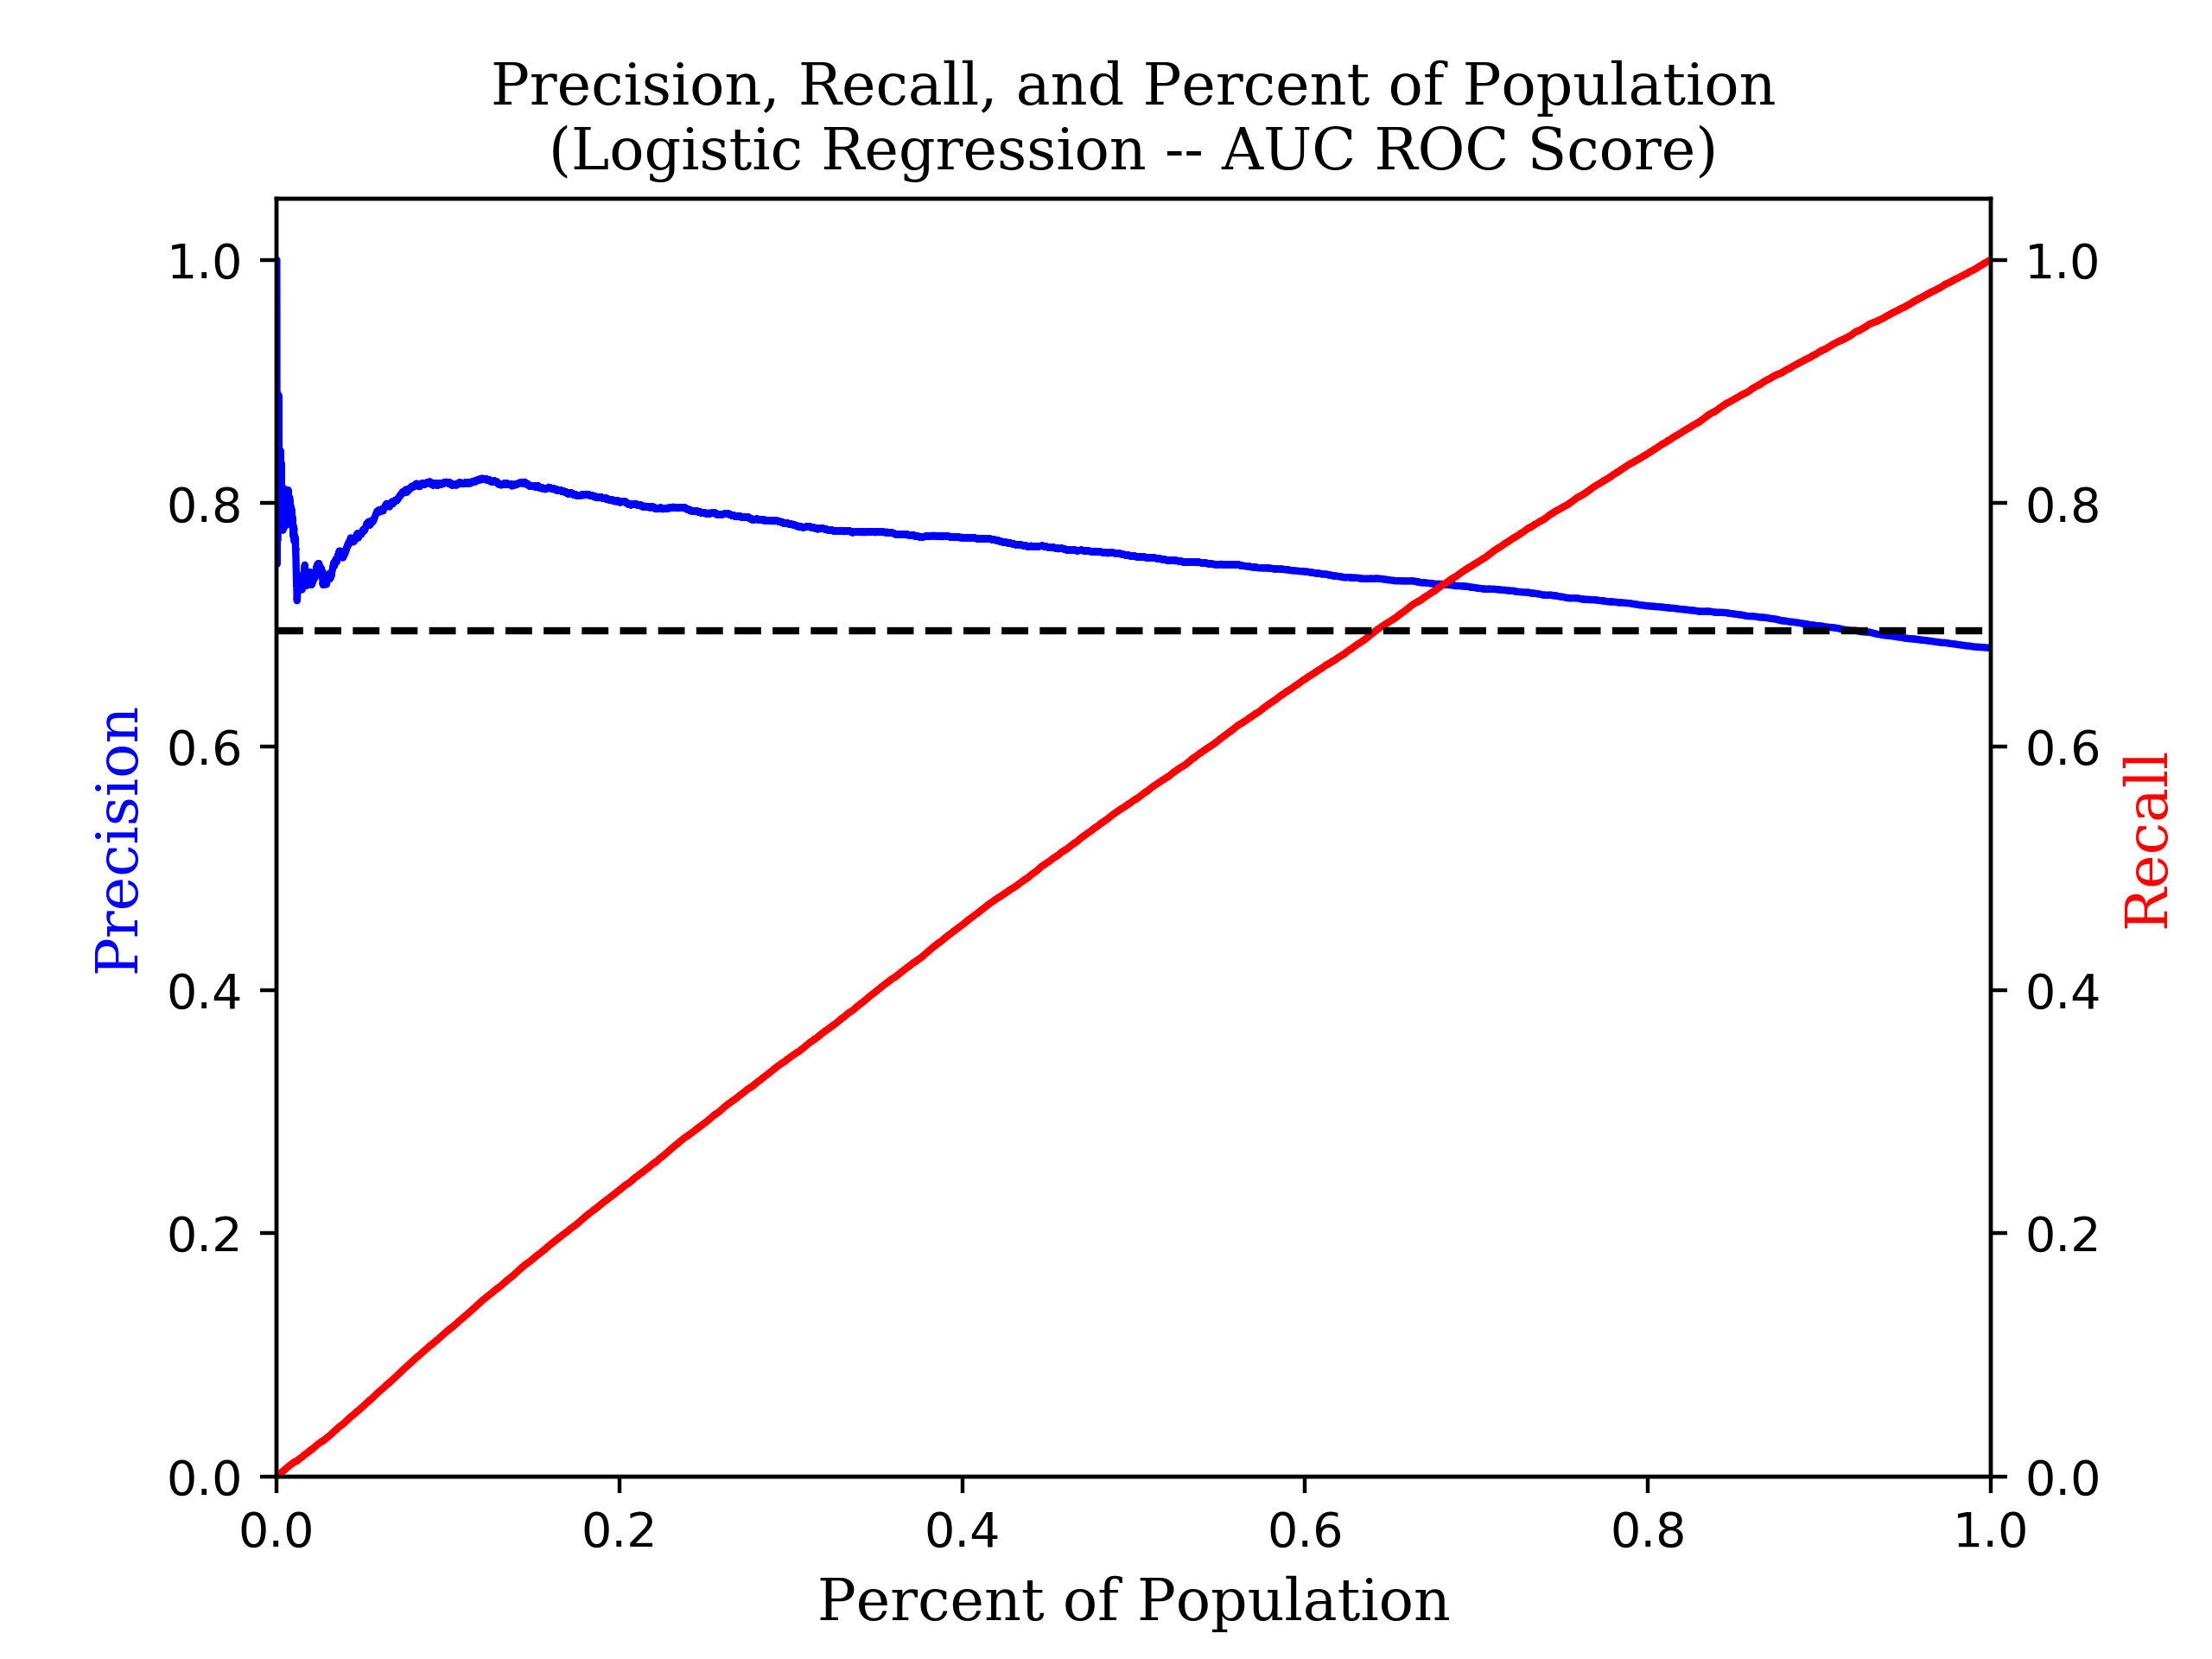 Precision, Recall, and Percent of Population
(Logistic Regression -- AUC ROC Score)
1.0
0.8
0.6
0.4
0.2
0.0
Precision
1.0
0.8
0.6
0.4
0.2
0.0
Recall
0.0 0.2 0.4 0.6 0.8 1.0
Percent of Population